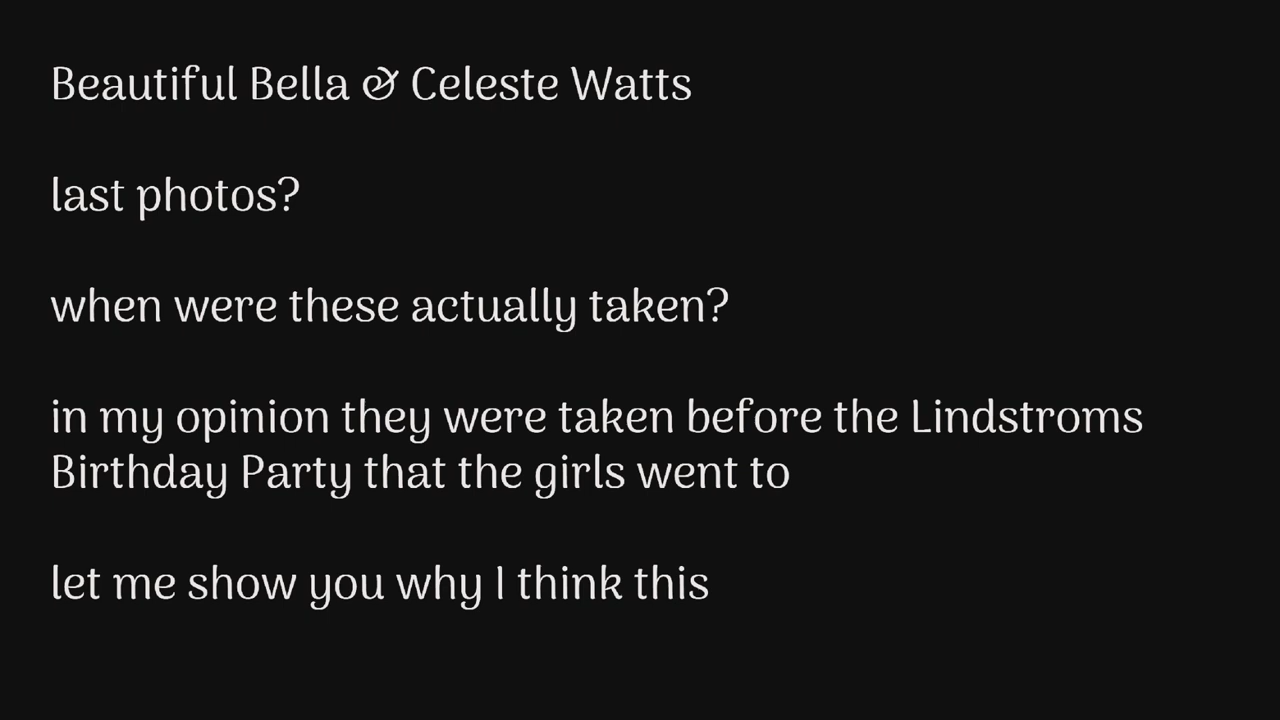 Beautiful Bella & Celeste Watts
last photos?
when were these actually taken?
in my opinion they were taken before the Lindstroms
Birthday Party that the girls went to
let me show you why I think this